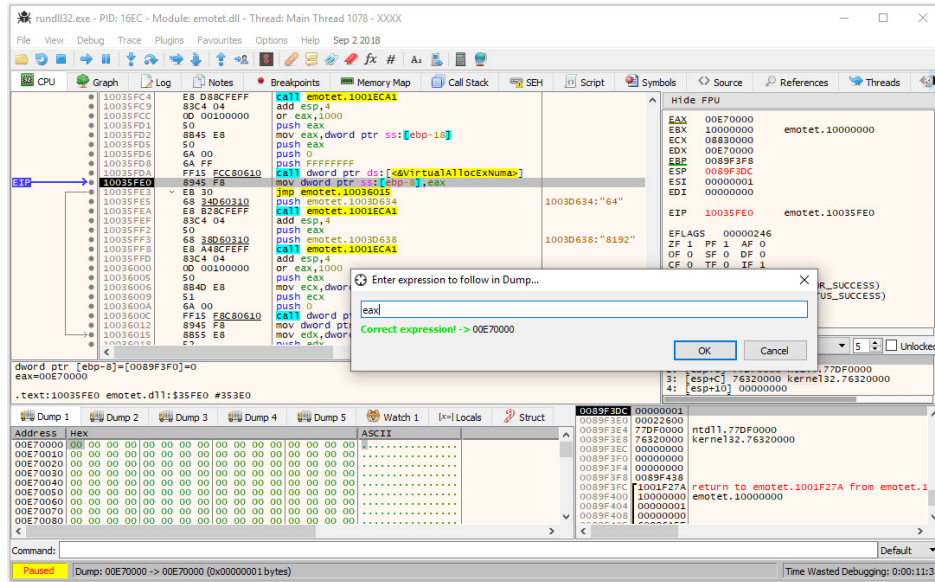 rundll32.exe - PID: 16EC - Module: emotet.dll - Thread: Main Thread 1078 - XXXX
File View Debug Trace Plugins Favourites Options Help Sep 2 2018
CPU Graph Log Notes Breakpoints Memory Map Call Stack SEH Script Symbols Source References Threads
10035FC4 E8 D88CFEFF call emotet.1001ECA1
10035FC9 83C4 04 add esp,4
10035FCC 0D 00100000 or eax,1000
10035FD1 50 push eax
10035FD2 8B45 E8 mov eax,dword ptr ss:[ebp-18]
10035FD5 50 push eax
10035FD6 6A 00 push 0
10035FD8 6A FF push FFFFFFFF
10035FDA FF15 FCC80610 call dword ptr ds:[<&VirtualAllocExNuma>]
EIP 10035FE0 8945 F8 mov dword ptr ss:[ebp-8],eax
10035FE3 EB 30 jmp emotet.10036015
10035FE5 68 34D60310 push emotet.1003D634 1003D634:"64"
10035FEA E8 B28CFEFF call emotet.1001ECA1
10035FEF 83C4 04 add esp,4
10035FF2 50 push eax
10035FF3 68 38D60310 push emotet.1003D638 1003D638:"8192"
10035FF8 E8 A48CFEFF call emotet.1001ECA1
10035FFD 83C4 04 add esp,4
10036000 0D 00100000 or eax,1000
10036005 50 push eax
10036006 8B4D E8 mov ecx,dwor
10036009 51 push ecx
1003600A 6A 00 push 0
1003600C FF15 F8C80610 call dword p
10036012 8945 F8 mov dword pt
10036015 8B55 E8 mov edx,dwor
10036018 52 push edx
Hide FPU
EAX 00E70000
EBX 10000000 emotet.10000000
ECX 08830000
EDX 00E70000
EBP 0089F3F8
ESP 0089F3DC
ESI 00000001
EDI 00000000
EIP 10035FE0 emotet.10035FE0
EFLAGS 00000246
ZF 1 PF 1 AF 0
OF 0 SF 0 DF 0
CF 0 TF 0 IF 1
R_SUCCESS)
TUS_SUCCESS)
Enter expression to follow in Dump...
eax
Correct expression! -> 00E70000
OK Cancel
5 Unlocked
3: [esp+C] 76320000 kernel32.76320000
4: [esp+10] 00000000
dword ptr [ebp-8]=[0089F3F0]=0
eax=00E70000
.text:10035FE0 emotet.dll:$35FE0 #353E0
Dump 1 Dump 2 Dump 3 Dump 4 Dump 5 Watch 1 [x=] Locals Struct
Address Hex ASCII
00E70000 00 00 00 00 00 00 00 00 00 00 00 00 00 00 00 00 ................
00E70010 00 00 00 00 00 00 00 00 00 00 00 00 00 00 00 00 ................
00E70020 00 00 00 00 00 00 00 00 00 00 00 00 00 00 00 00 ................
00E70030 00 00 00 00 00 00 00 00 00 00 00 00 00 00 00 00 ................
00E70040 00 00 00 00 00 00 00 00 00 00 00 00 00 00 00 00 ................
00E70050 00 00 00 00 00 00 00 00 00 00 00 00 00 00 00 00 ................
00E70060 00 00 00 00 00 00 00 00 00 00 00 00 00 00 00 00 ................
00E70070 00 00 00 00 00 00 00 00 00 00 00 00 00 00 00 00 ................
00E70080 00 00 00 00 00 00 00 00 00 00 00 00 00 00 00 00 ................
0089F3DC 00000001
0089F3E0 00022600
0089F3E4 77DF0000 ntdll.77DF0000
0089F3E8 76320000 kernel32.76320000
0089F3EC 00000000
0089F3F0 00000000
0089F3F4 00000000
0089F3F8 0089F438
0089F3FC 1001F27A return to emotet.1001F27A from emotet.1
0089F400 10000000 emotet.10000000
0089F404 00000001
0089F408 00000000
Command: Default
Paused Dump: 00E70000 -> 00E70000 (0x00000001 bytes) Time Wasted Debugging: 0:00:11:3